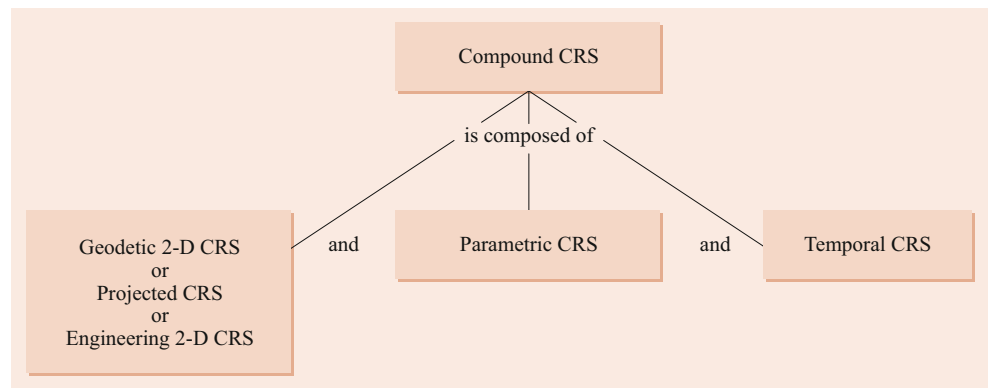 Compound CRS
is composed of
Geodetic 2-D CRS
or
Projected CRS
or
Engineering 2-D CRS
and
Parametric CRS
and
Temporal CRS